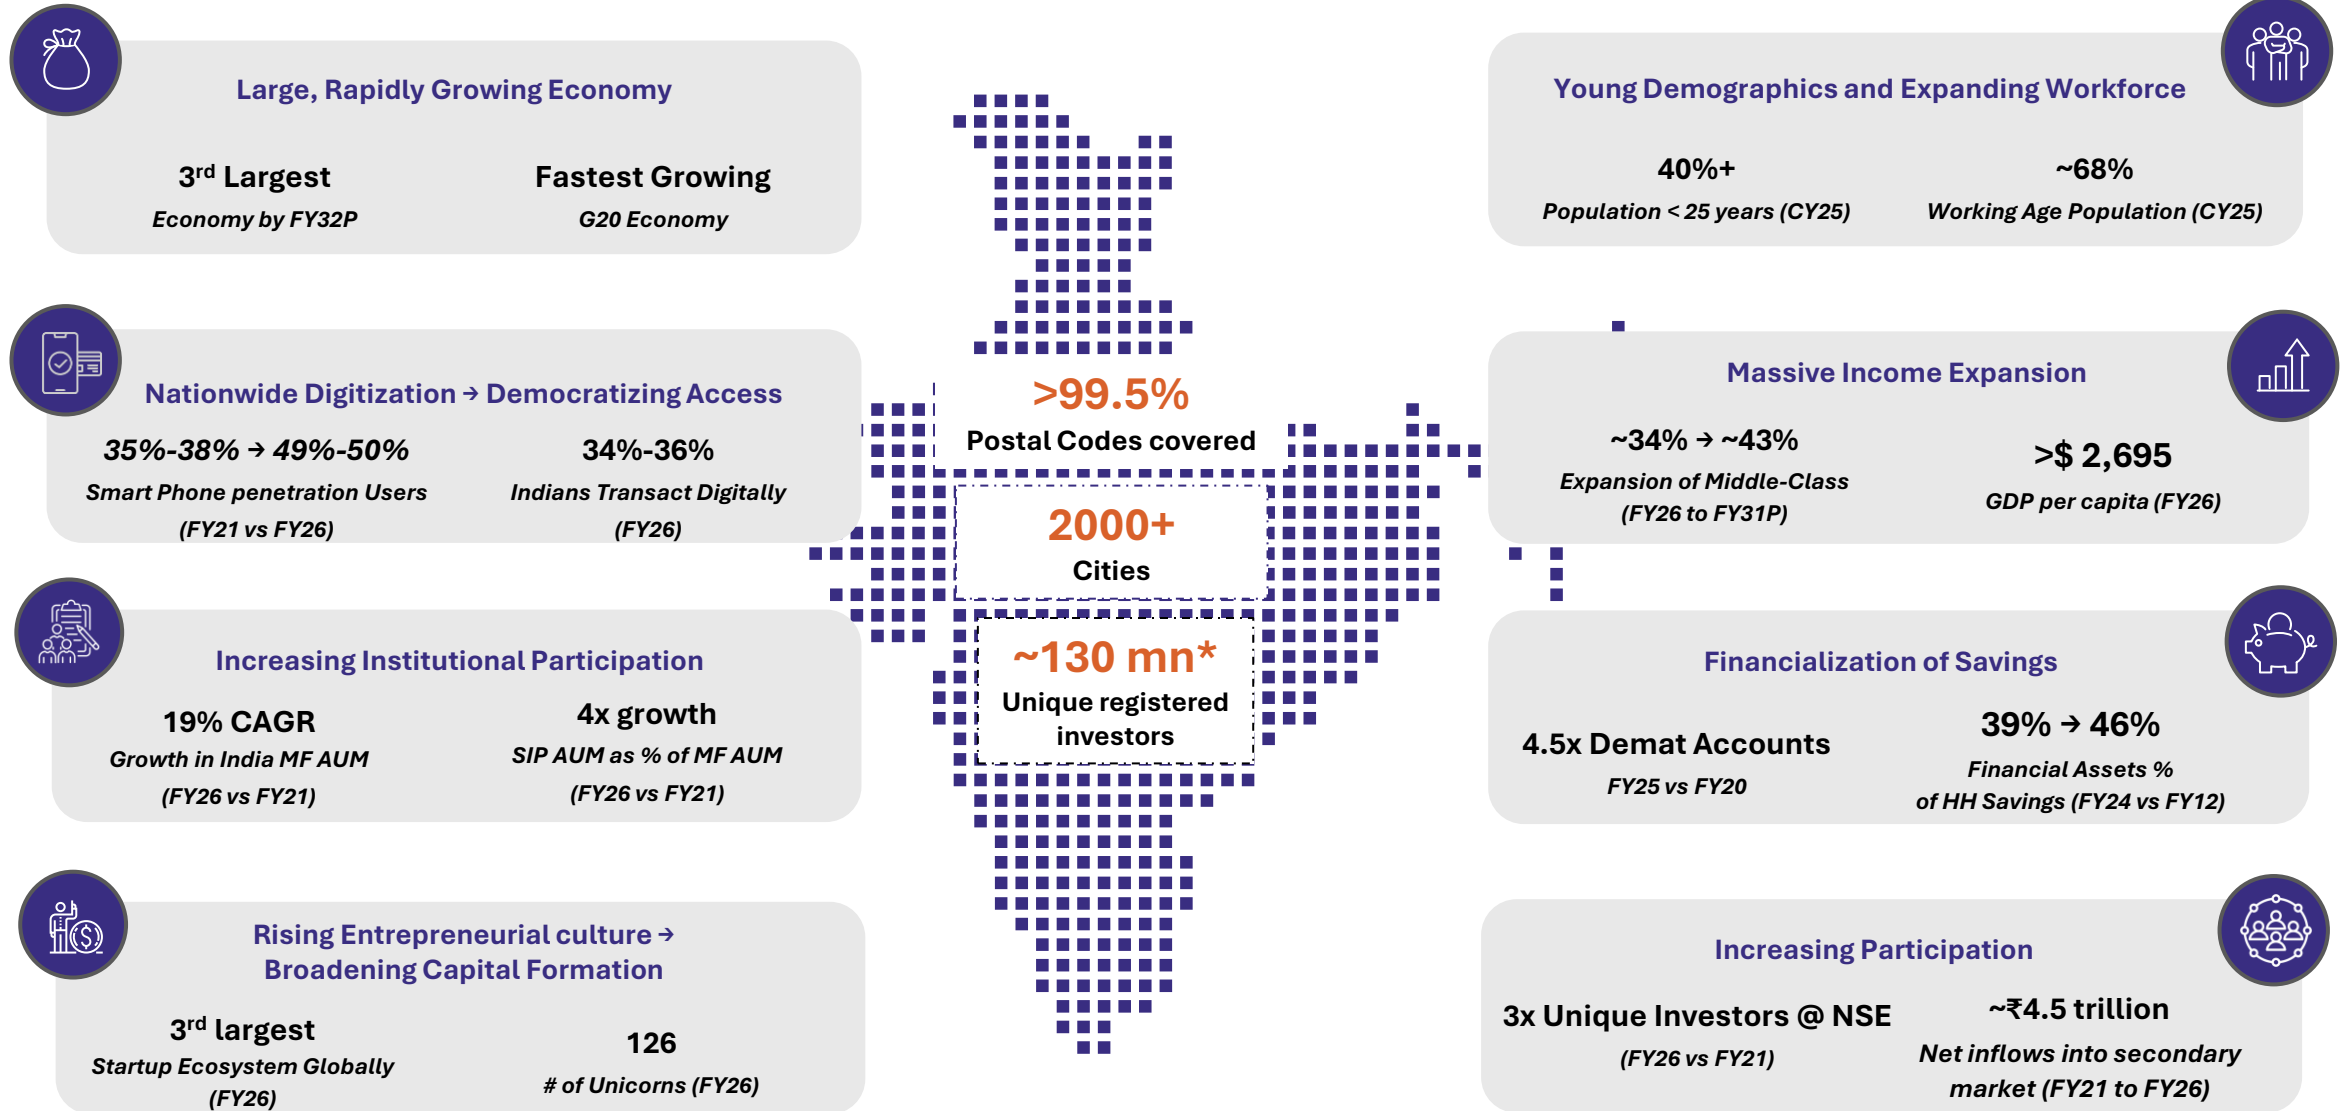 Large, Rapidly Growing Economy
3rd Largest
Economy by FY32P
Fastest Growing
G20 Economy
Nationwide Digitization → Democratizing Access
35%-38% → 49%-50%
Smart Phone penetration Users
(FY21 vs FY26)
34%-36%
Indians Transact Digitally
(FY26)
Increasing Institutional Participation
19% CAGR
Growth in India MF AUM
(FY26 vs FY21)
4x growth
SIP AUM as % of MF AUM
(FY26 vs FY21)
Rising Entrepreneurial culture →
Broadening Capital Formation
3rd largest
Startup Ecosystem Globally
(FY26)
126
# of Unicorns (FY26)
>99.5%
Postal Codes covered
2000+
Cities
~130 mn*
Unique registered
investors
Young Demographics and Expanding Workforce
40%+
Population < 25 years (CY25)
~68%
Working Age Population (CY25)
Massive Income Expansion
~34% → ~43%
Expansion of Middle-Class
(FY26 to FY31P)
>$ 2,695
GDP per capita (FY26)
Financialization of Savings
4.5x Demat Accounts
FY25 vs FY20
39% → 46%
Financial Assets %
of HH Savings (FY24 vs FY12)
Increasing Participation
3x Unique Investors @ NSE
(FY26 vs FY21)
~₹4.5 trillion
Net inflows into secondary
market (FY21 to FY26)